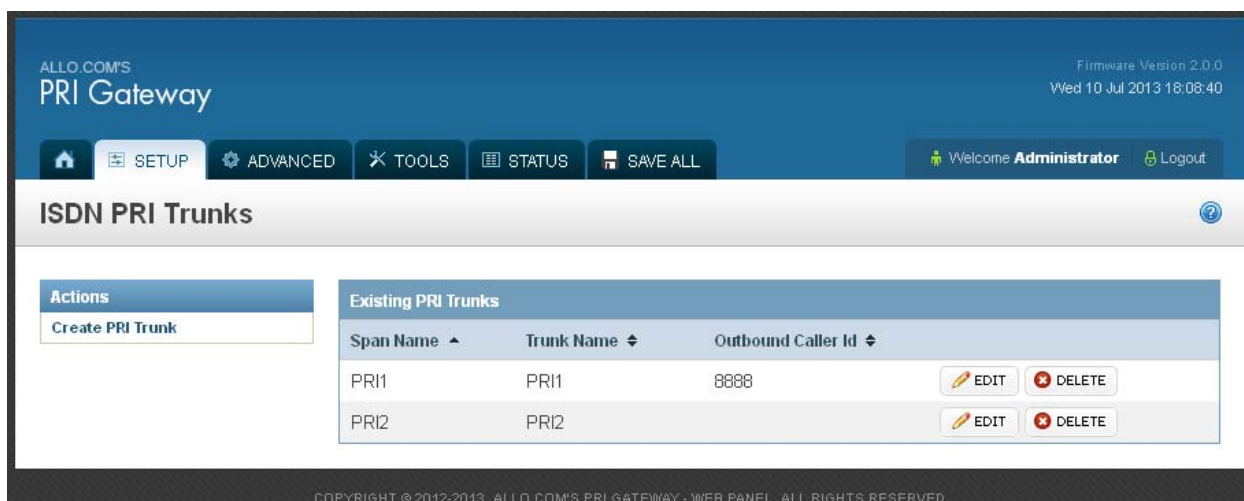 ALLO.COM'S
PRI Gateway
Firmware Version 2.0.0
Wed 10 Jul 2013 18:08:40
SETUP ADVANCED TOOLS STATUS SAVE ALL
Welcome Administrator Logout
ISDN PRI Trunks
Actions
Create PRI Trunk
Existing PRI Trunks
Span Name Trunk Name Outbound Caller Id
PRI1 PRI1 8888 EDIT DELETE
PRI2 PRI2 EDIT DELETE
COPYRIGHT © 2012-2013 ALLO.COM'S PRI GATEWAY - WEB PANEL. ALL RIGHTS RESERVED